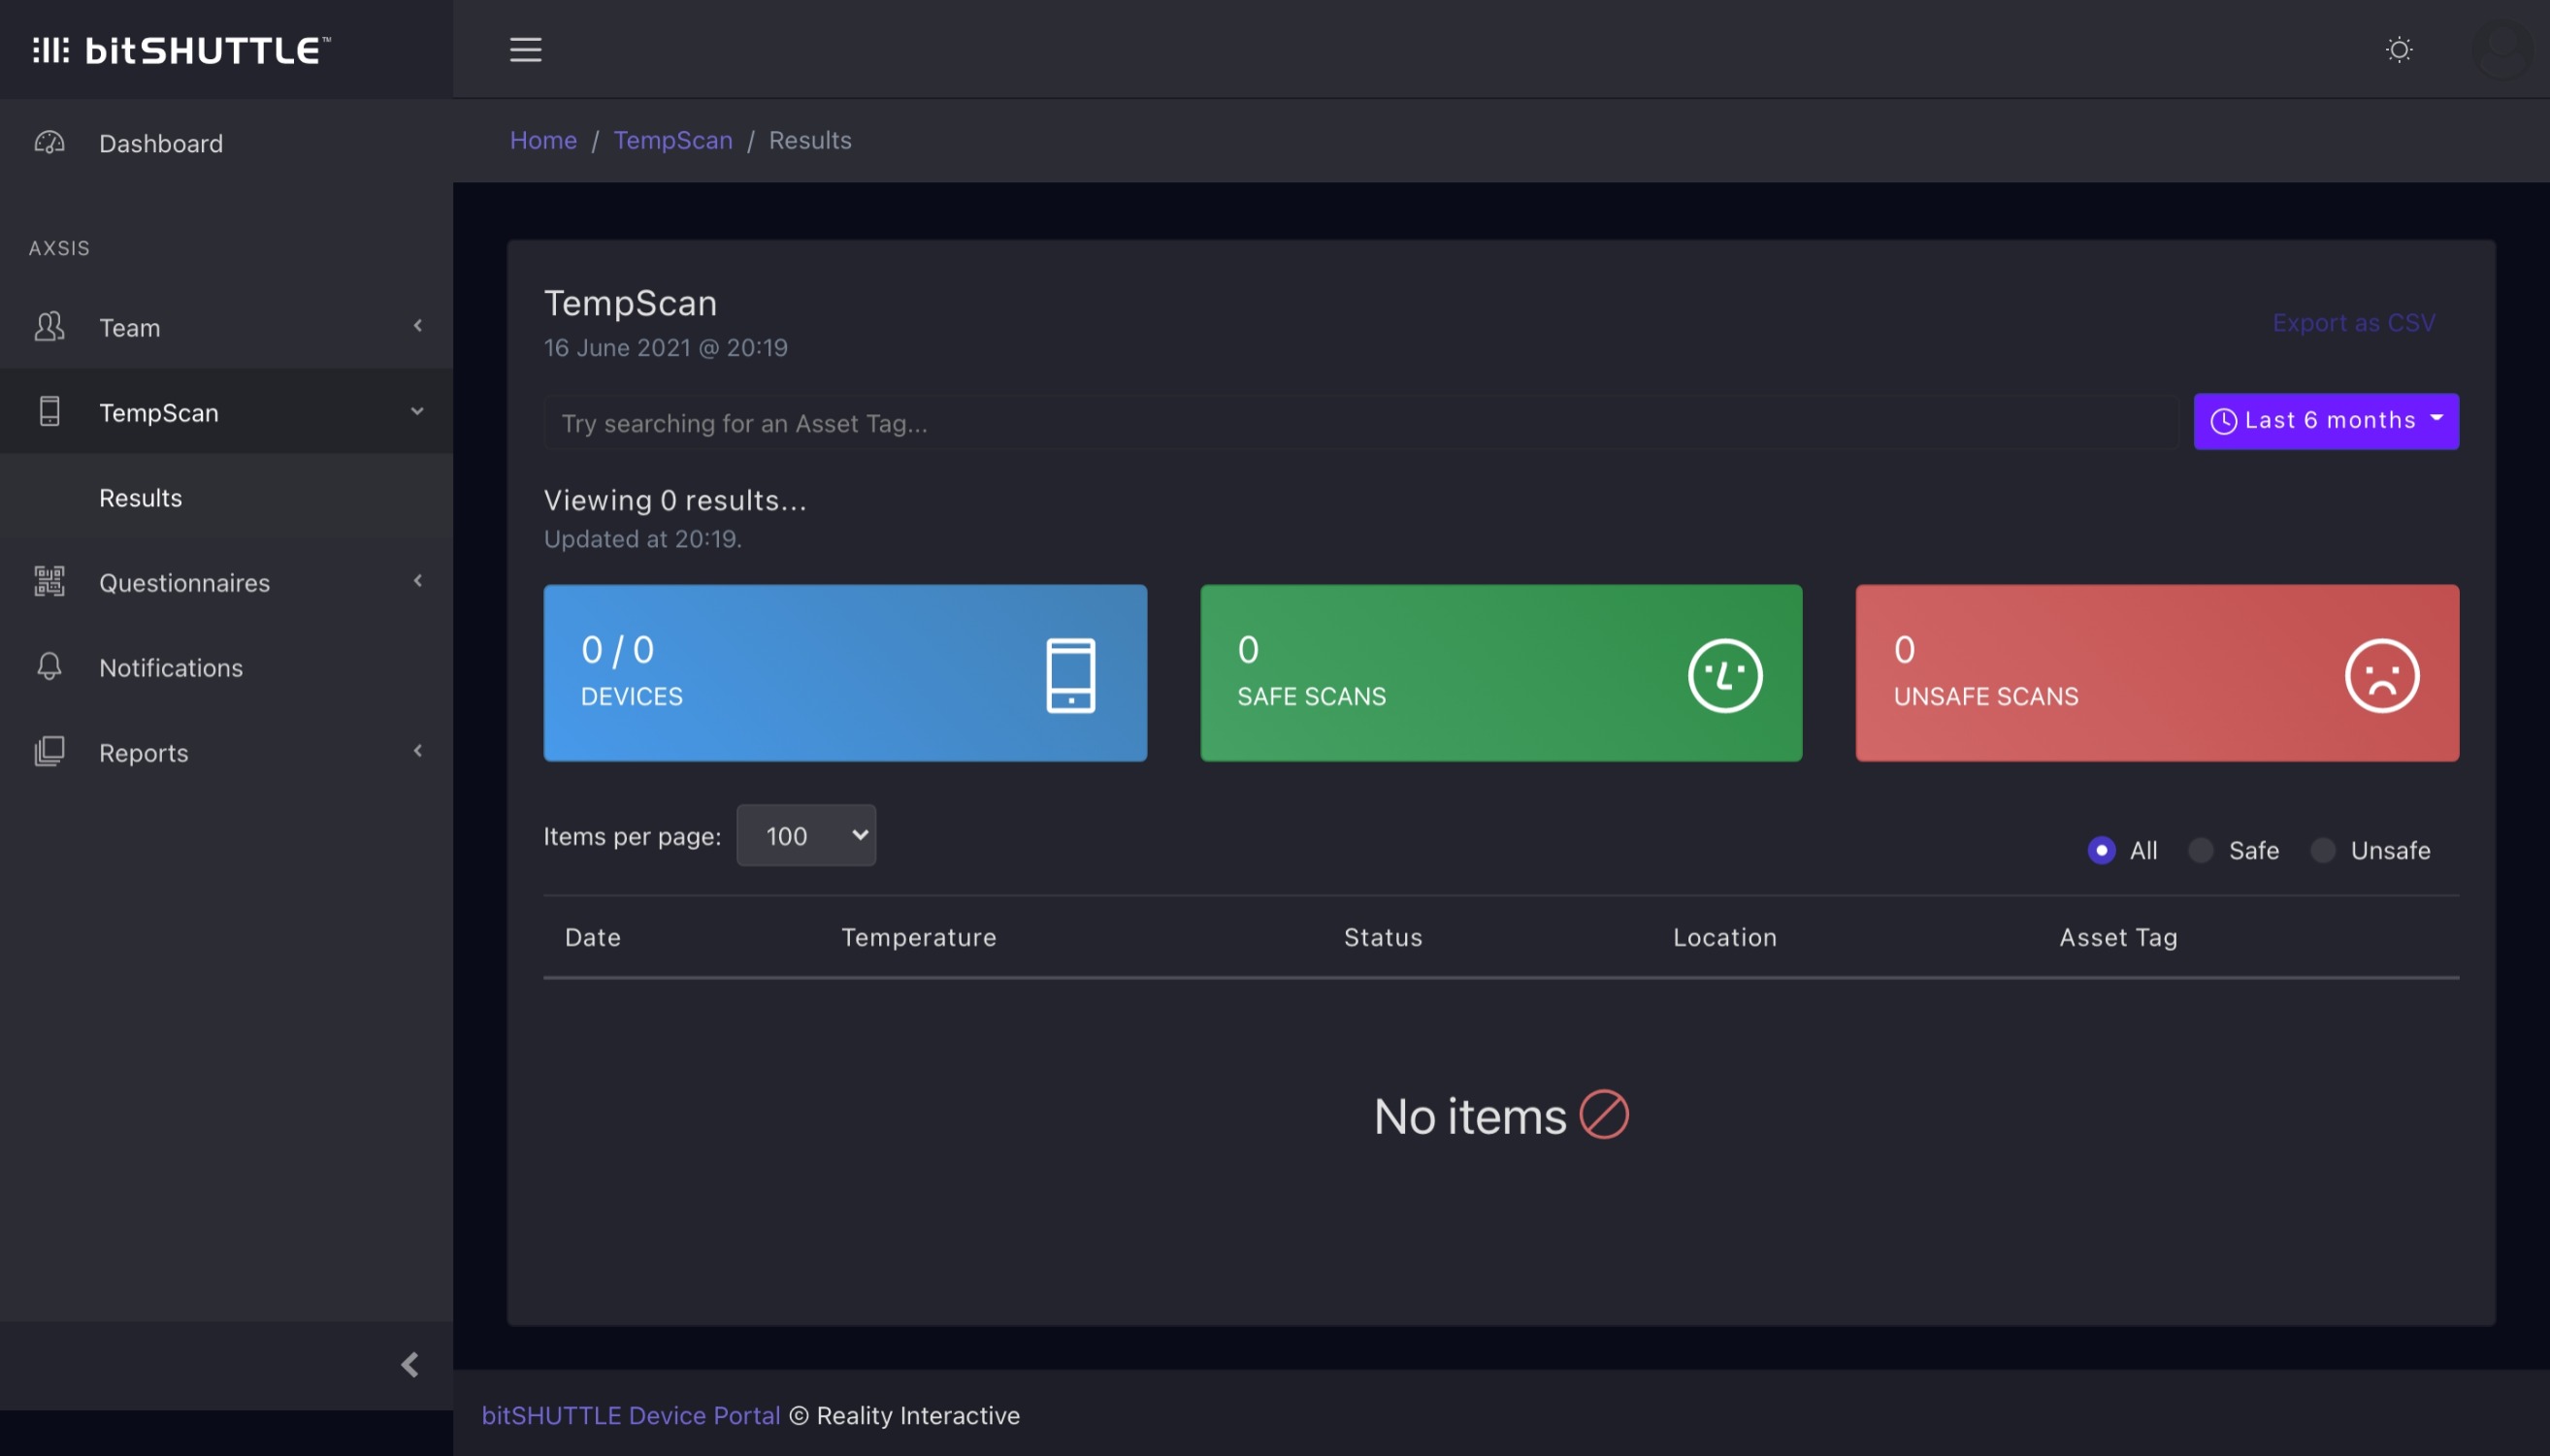 bitSHUTTLE™
Dashboard
AXSIS
Team
TempScan
Results
Questionnaires
Notifications
Reports
Home / TempScan / Results
TempScan
16 June 2021 @ 20:19
Export as CSV
Try searching for an Asset Tag...
Last 6 months
Viewing 0 results...
Updated at 20:19.
0 / 0
DEVICES
0
SAFE SCANS
0
UNSAFE SCANS
Items per page: 100
All Safe Unsafe
Date Temperature Status Location Asset Tag
No items
bitSHUTTLE Device Portal © Reality Interactive